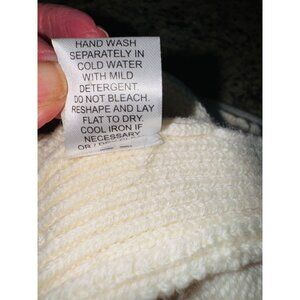 HAND WASH
SEPARATELY IN
COLD WATER
WITH MILD
DETERGENT.
DO NOT BLEACH.
RESHAPE AND LAY
FLAT TO DRY.
COOL IRON IF
NECESSARY
OR